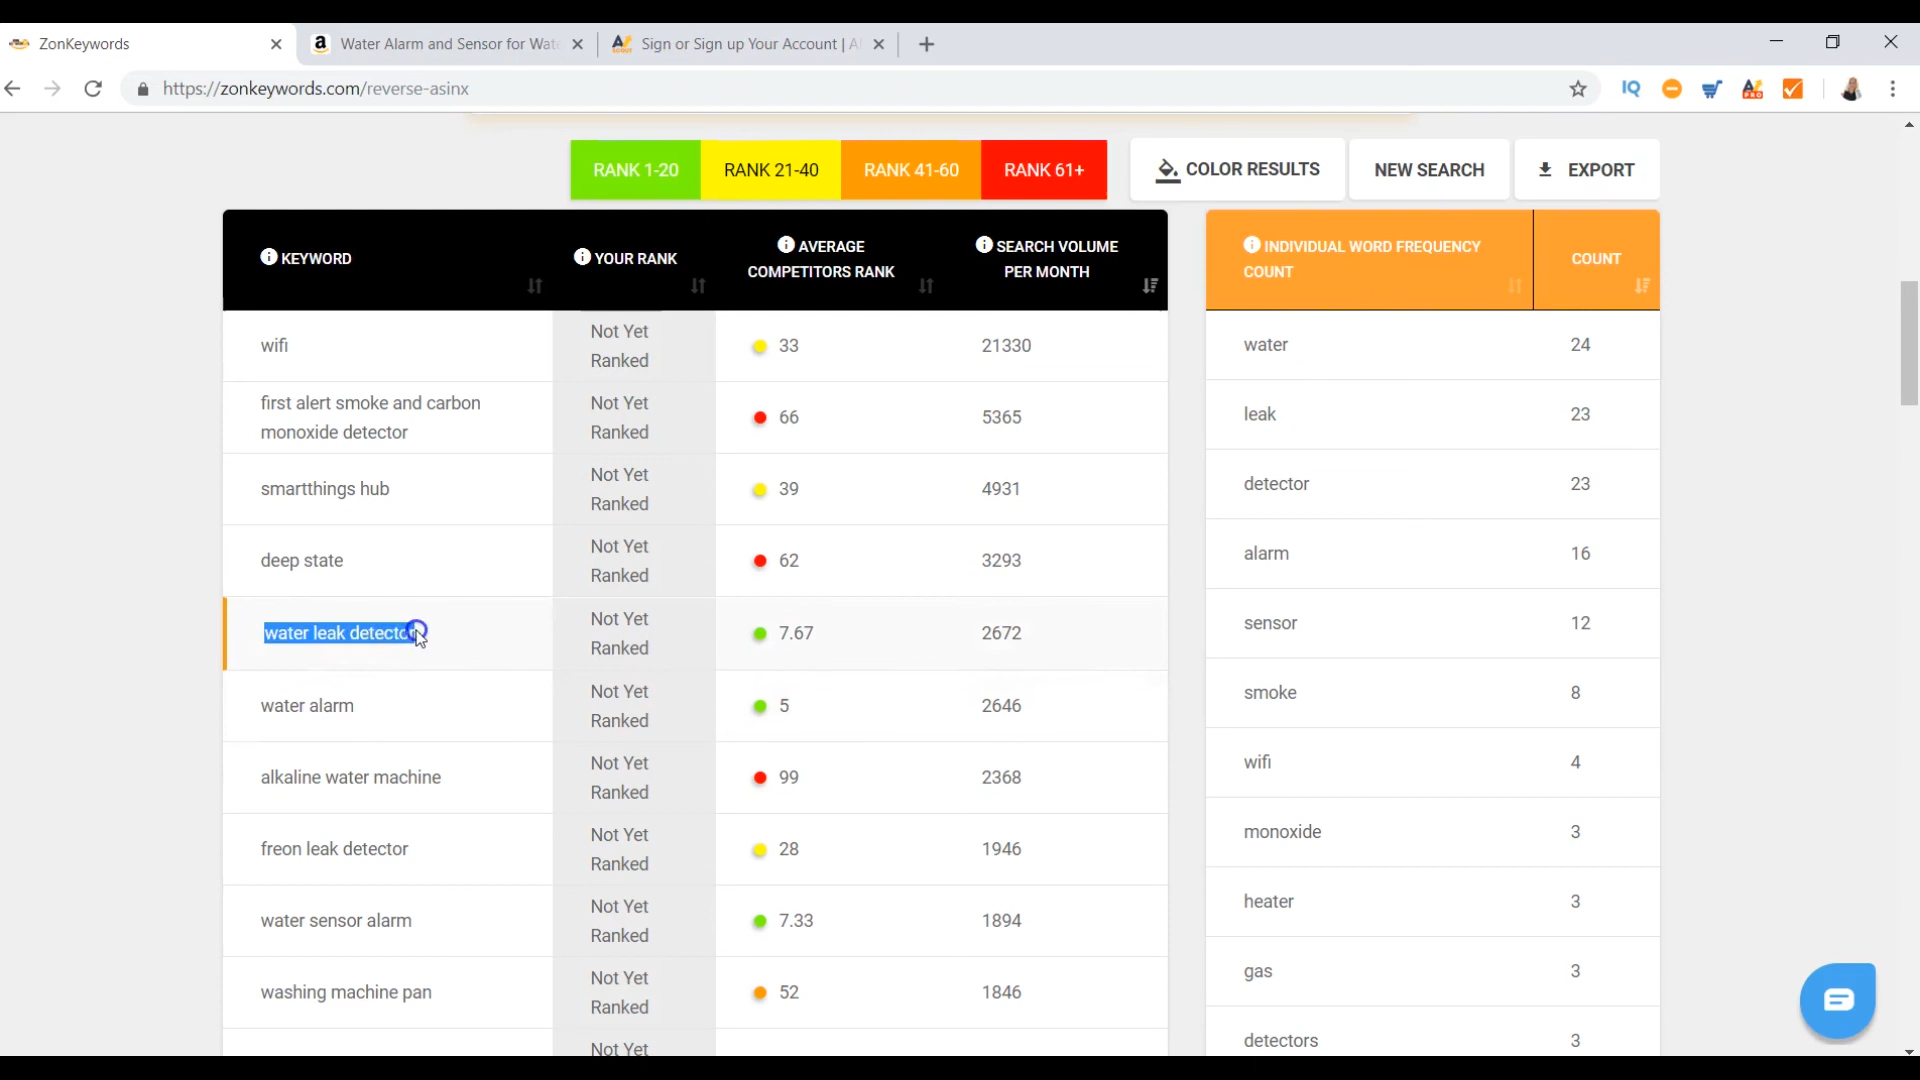 ZonKeywords
Water Alarm and Sensor for Wate
Sign or Sign up Your Account | A
https://zonkeywords.com/reverse-asinx
IQ
PRO
RANK 1-20
RANK 21-40
RANK 41-60
RANK 61+
COLOR RESULTS
NEW SEARCH
EXPORT
KEYWORD
YOUR RANK
AVERAGE
COMPETITORS RANK
SEARCH VOLUME
PER MONTH
INDIVIDUAL WORD FREQUENCY
COUNT
COUNT
wifi
Not Yet
Ranked
33
21330
first alert smoke and carbon
monoxide detector
Not Yet
Ranked
66
5365
smartthings hub
Not Yet
Ranked
39
4931
deep state
Not Yet
Ranked
62
3293
water leak detector
Not Yet
Ranked
7.67
2672
water alarm
Not Yet
Ranked
5
2646
alkaline water machine
Not Yet
Ranked
99
2368
freon leak detector
Not Yet
Ranked
28
1946
water sensor alarm
Not Yet
Ranked
7.33
1894
washing machine pan
Not Yet
Ranked
52
1846
Not Yet
water 24
leak 23
detector 23
alarm 16
sensor 12
smoke 8
wifi 4
monoxide 3
heater 3
gas 3
detectors 3